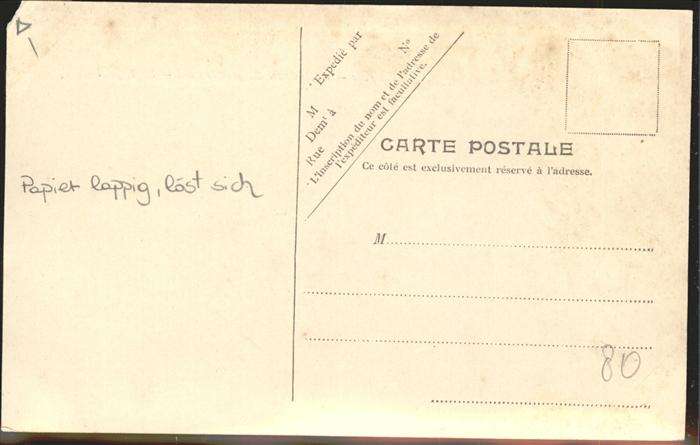 Papier lappig, löst sich
Expédié par
M
Demt à
Rue
No
L'inscription du nom et de l'adresse de
l'expéditeur est facultative.
CARTE POSTALE
Ce côté est exclusivement réservé à l'adresse.
M
80